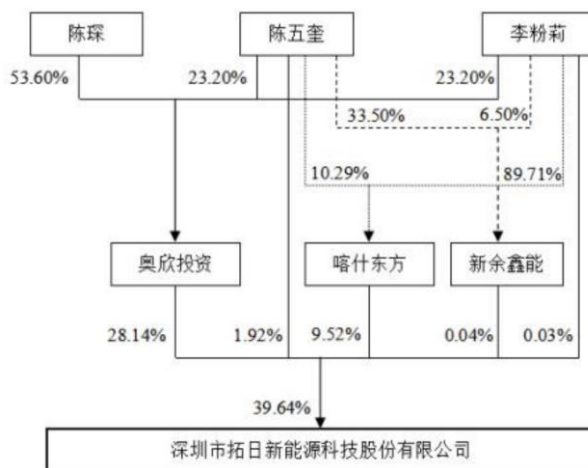 陈琛
陈五奎
李粉莉
53.60%
23.20%
23.20%
33.50%
6.50%
10.29%
89.71%
奥欣投资
喀什东方
新余鑫能
28.14%
1.92%
9.52%
0.04%
0.03%
39.64%
深圳市拓日新能源科技股份有限公司